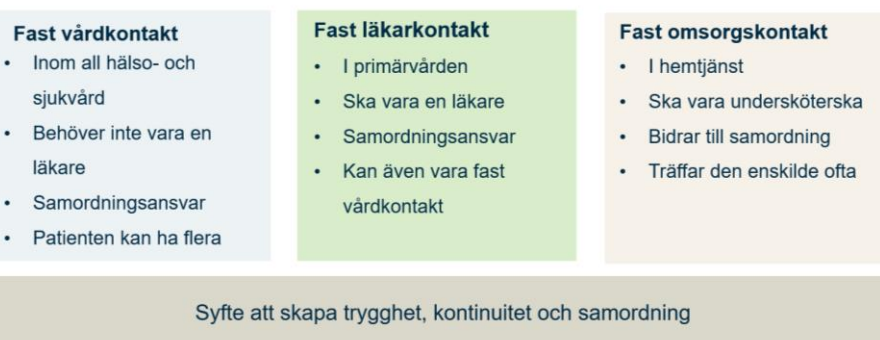 Fast vårdkontakt
• Inom all hälso- och
sjukvård
• Behöver inte vara en
läkare
• Samordningsansvar
• Patienten kan ha flera
Fast läkarkontakt
• I primärvården
• Ska vara en läkare
• Samordningsansvar
• Kan även vara fast
vårdkontakt
Fast omsorgskontakt
• I hemtjänst
• Ska vara undersköterska
• Bidrar till samordning
• Träffar den enskilde ofta
Syfte att skapa trygghet, kontinuitet och samordning